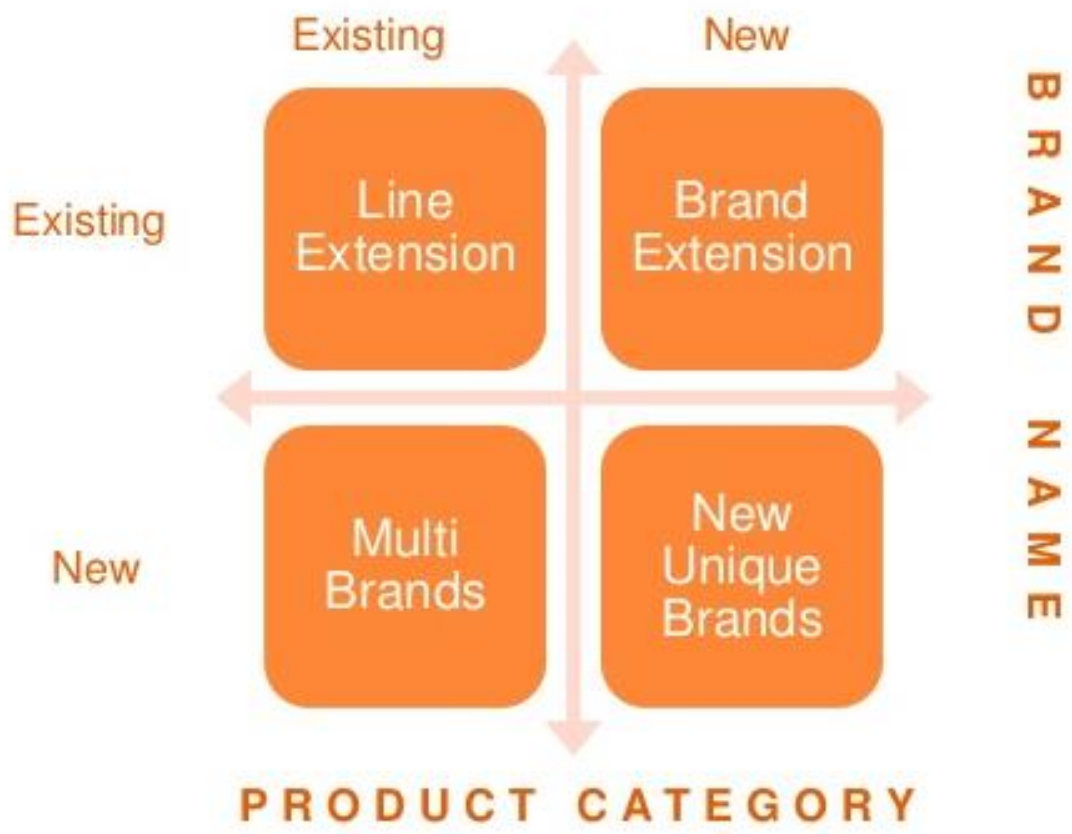 Existing
New
Existing
Line
Extension
Brand
Extension
New
Multi
Brands
New
Unique
Brands
BRAND NAME
PRODUCT CATEGORY